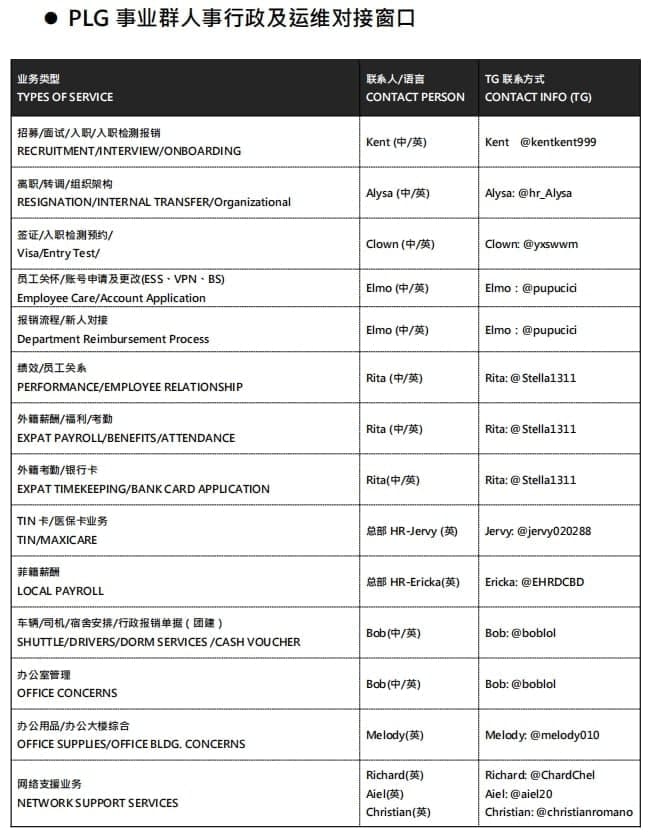 ● PLG 事业群人事行政及运维对接窗口
业务类型
TYPES OF SERVICE
联系人/语言
CONTACT PERSON
TG 联系方式
CONTACT INFO (TG)
招募/面试/入职/入职检测报销
RECRUITMENT/INTERVIEW/ONBOARDING
Kent (中/英)
Kent @kentkent999
离职/转调/组织架构
RESIGNATION/INTERNAL TRANSFER/Organizational
Alysa (中/英)
Alysa: @hr_Alysa
签证/入职检测预约/
Visa/Entry Test/
Clown (中/英)
Clown: @yxswwm
员工关怀/账号申请及更改(ESS、VPN、BS)
Employee Care/Account Application
Elmo (中/英)
Elmo：@pupucici
报销流程/新人对接
Department Reimbursement Process
Elmo (中/英)
Elmo：@pupucici
绩效/员工关系
PERFORMANCE/EMPLOYEE RELATIONSHIP
Rita (中/英)
Rita: @Stella1311
外籍薪酬/福利/考勤
EXPAT PAYROLL/BENEFITS/ATTENDANCE
Rita (中/英)
Rita: @Stella1311
外籍考勤/银行卡
EXPAT TIMEKEEPING/BANK CARD APPLICATION
Rita(中/英)
Rita: @Stella1311
TIN 卡/医保卡业务
TIN/MAXICARE
总部 HR-Jervy (英)
Jervy: @jervy020288
菲籍薪酬
LOCAL PAYROLL
总部 HR-Ericka(英)
Ericka: @EHRDCBD
车辆/司机/宿舍安排/行政报销单据（团建）
SHUTTLE/DRIVERS/DORM SERVICES /CASH VOUCHER
Bob(中/英)
Bob: @boblol
办公室管理
OFFICE CONCERNS
Bob(中/英)
Bob: @boblol
办公用品/办公大楼综合
OFFICE SUPPLIES/OFFICE BLDG. CONCERNS
Melody(英)
Melody: @melody010
网络支援业务
NETWORK SUPPORT SERVICES
Richard(英)
Aiel(英)
Christian(英)
Richard: @ChardChel
Aiel: @aiel20
Christian: @christianromano